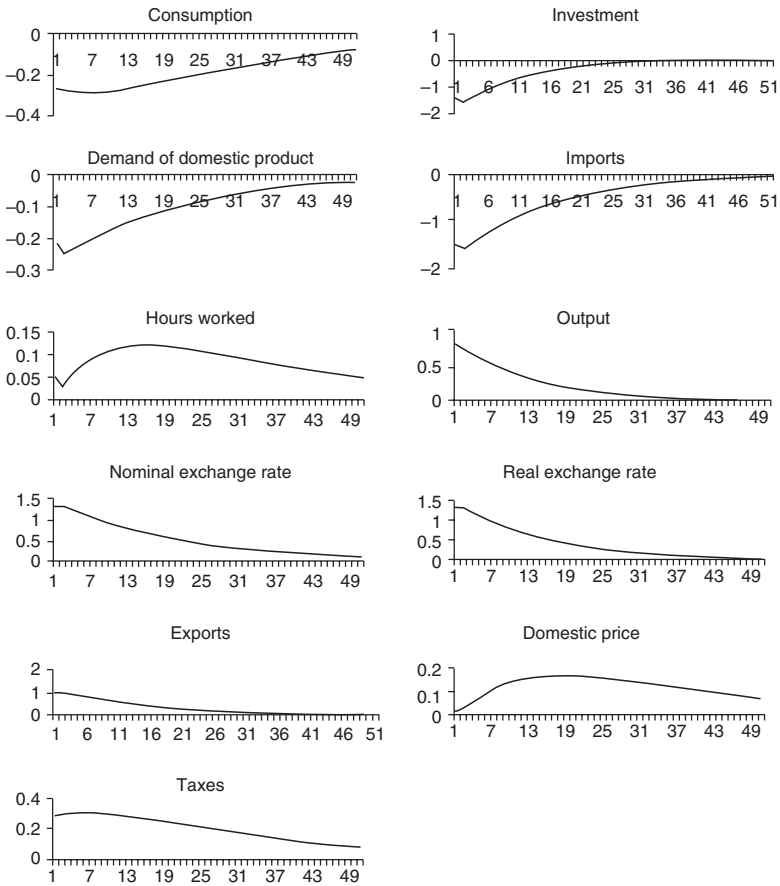 Consumption
0
1 7 13 19 25 31 37 43 49
–0.2
–0.4
Investment
1
0
1 6 11 16 21 26 31 36 41 46 51
–1
–2
Demand of domestic product
0
1 7 13 19 25 31 37 43 49
–0.1
–0.2
–0.3
Imports
0
1 6 11 16 21 26 31 36 41 46 51
–1
–2
Hours worked
0.15
0.1
0.05
0
1 7 13 19 25 31 37 43 49
Output
1
0.5
0
1 7 13 19 25 31 37 43 49
Nominal exchange rate
1.5
1
0.5
0
1 7 13 19 25 31 37 43 49
Real exchange rate
1.5
1
0.5
0
1 7 13 19 25 31 37 43 49
Exports
2
1
0
1 6 11 16 21 26 31 36 41 46 51
Domestic price
0.2
0.1
0
1 7 13 19 25 31 37 43 49
Taxes
0.4
0.2
0
1 7 13 19 25 31 37 43 49